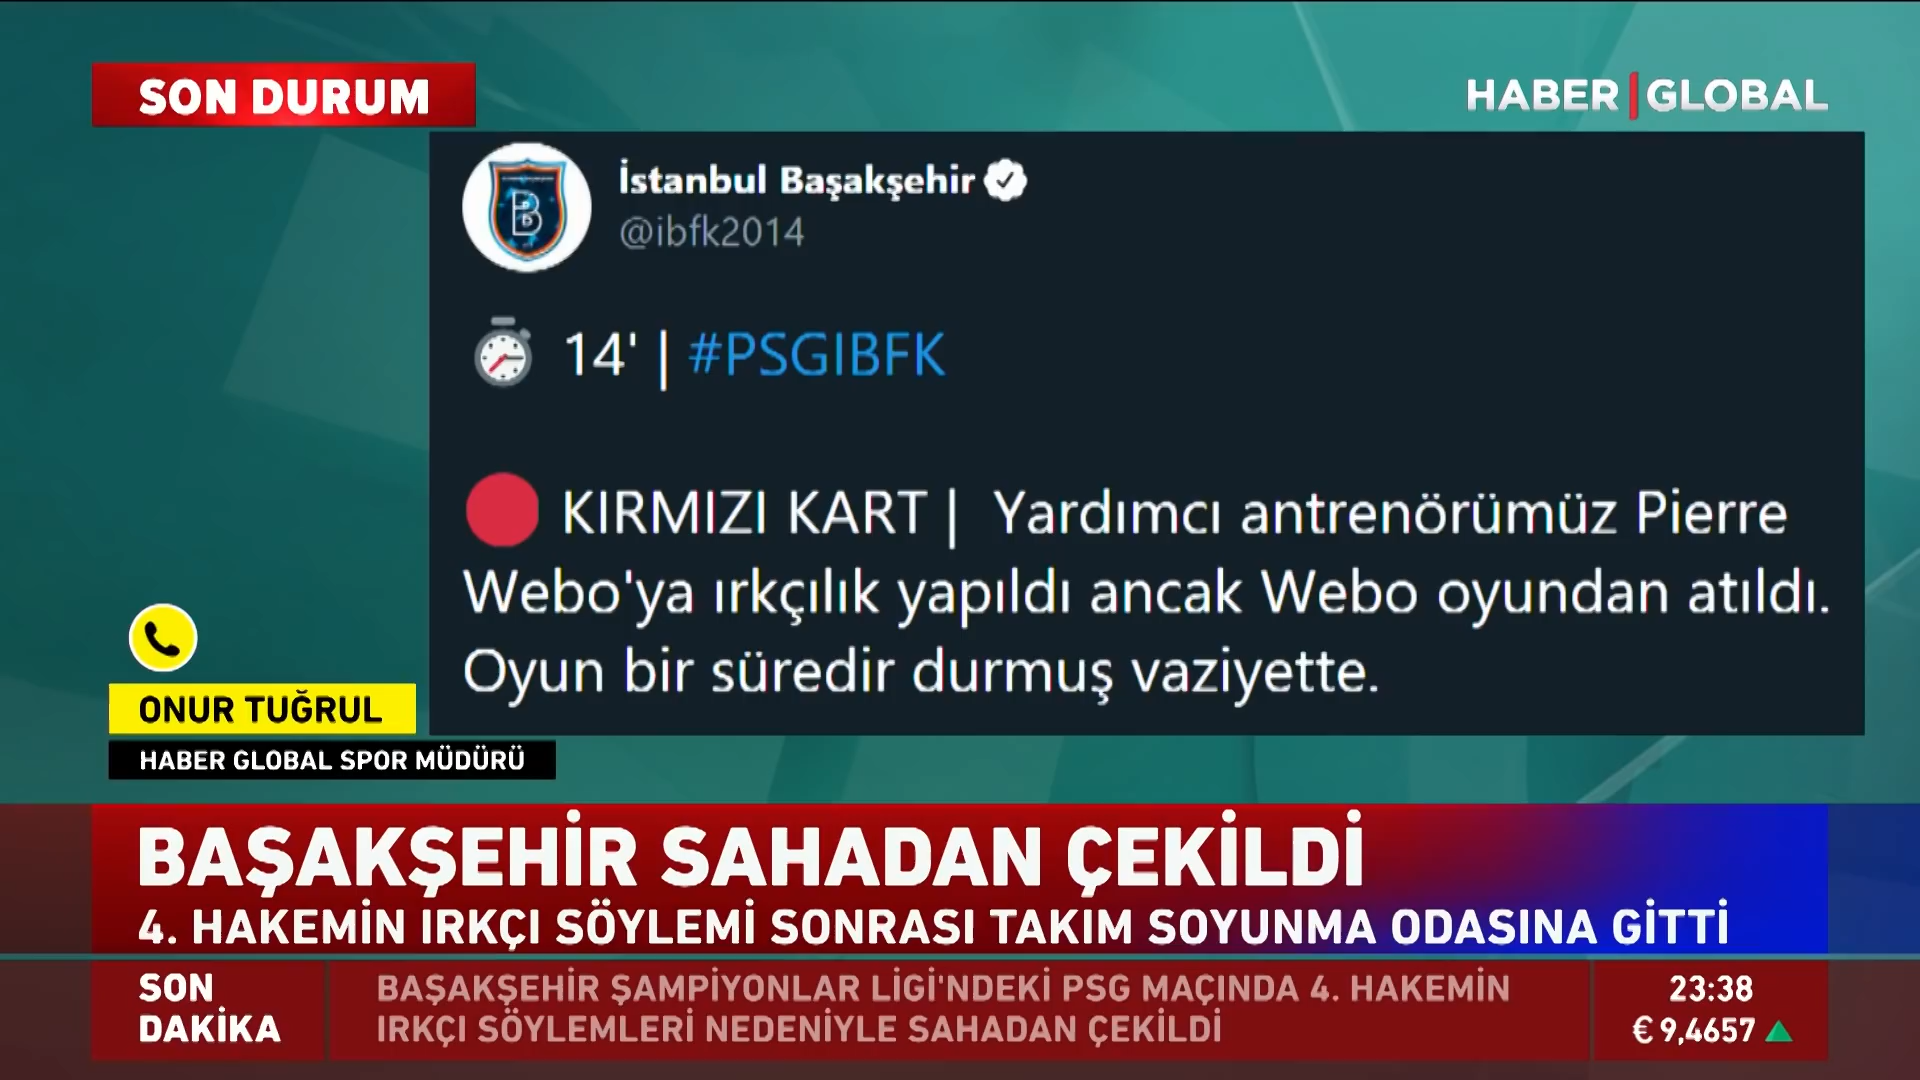 SON DURUM
HABER GLOBAL
İstanbul Başakşehir
@ibfk2014
14' | #PSGIBFK
KIRMIZI KART | Yardımcı antrenörümüz Pierre
Webo'ya ırkçılık yapıldı ancak Webo oyundan atıldı.
Oyun bir süredir durmuş vaziyette.
ONUR TUĞRUL
HABER GLOBAL SPOR MÜDÜRÜ
BAŞAKŞEHİR SAHADAN ÇEKİLDİ
4. HAKEMİN IRKÇI SÖYLEMİ SONRASI TAKIM SOYUNMA ODASINA GİTTİ
SON
DAKİKA
BAŞAKŞEHİR ŞAMPİYONLAR LİGİ'NDEKİ PSG MAÇINDA 4. HAKEMİN
IRKÇI SÖYLEMLERİ NEDENİYLE SAHADAN ÇEKİLDİ
23:38
€ 9,4657